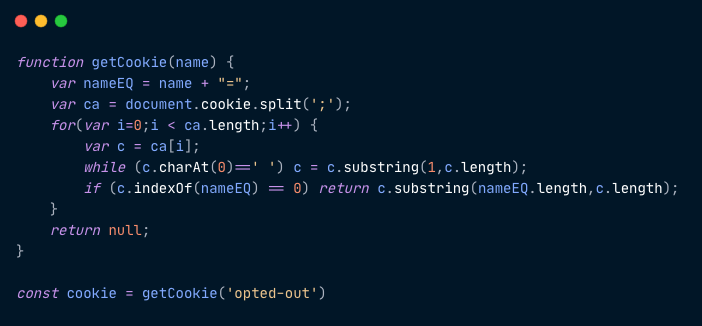 function getCookie(name) {
    var nameEQ = name + "=";
    var ca = document.cookie.split(';');
    for(var i=0;i < ca.length;i++) {
        var c = ca[i];
        while (c.charAt(0)==' ') c = c.substring(1,c.length);
        if (c.indexOf(nameEQ) == 0) return c.substring(nameEQ.length,c.length);
    }
    return null;
}
const cookie = getCookie('opted-out')